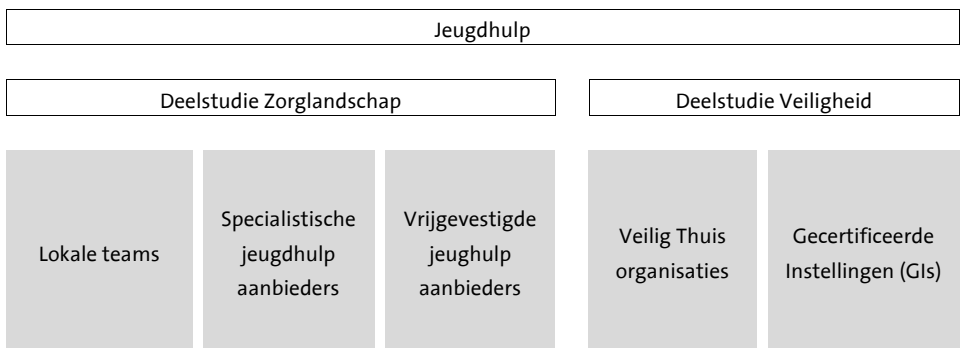 Jeugdhulp
Deelstudie Zorglandschap
Deelstudie Veiligheid
Lokale teams
Specialistische
jeugdhulp
aanbieders
Vrijgevestigde
jeughulp
aanbieders
Veilig Thuis
organisaties
Gecertificeerde
Instellingen (GIs)